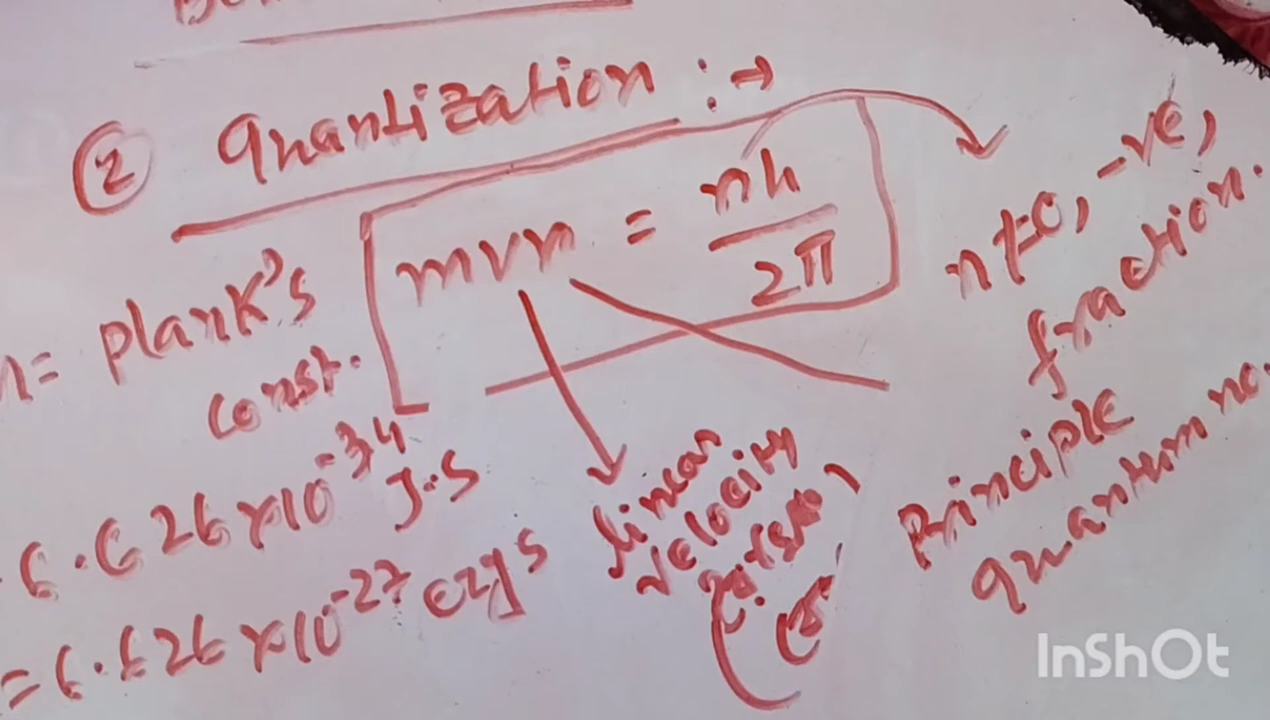 ② Quantization :→
mvr = nh
2π
n ≠ 0, -ve,
fraction.
Principle
quantum no.
h = plank's
const.
6.626×10^-34 J.s
= 6.626×10^-27 ergs
linear
velocity
InShOt